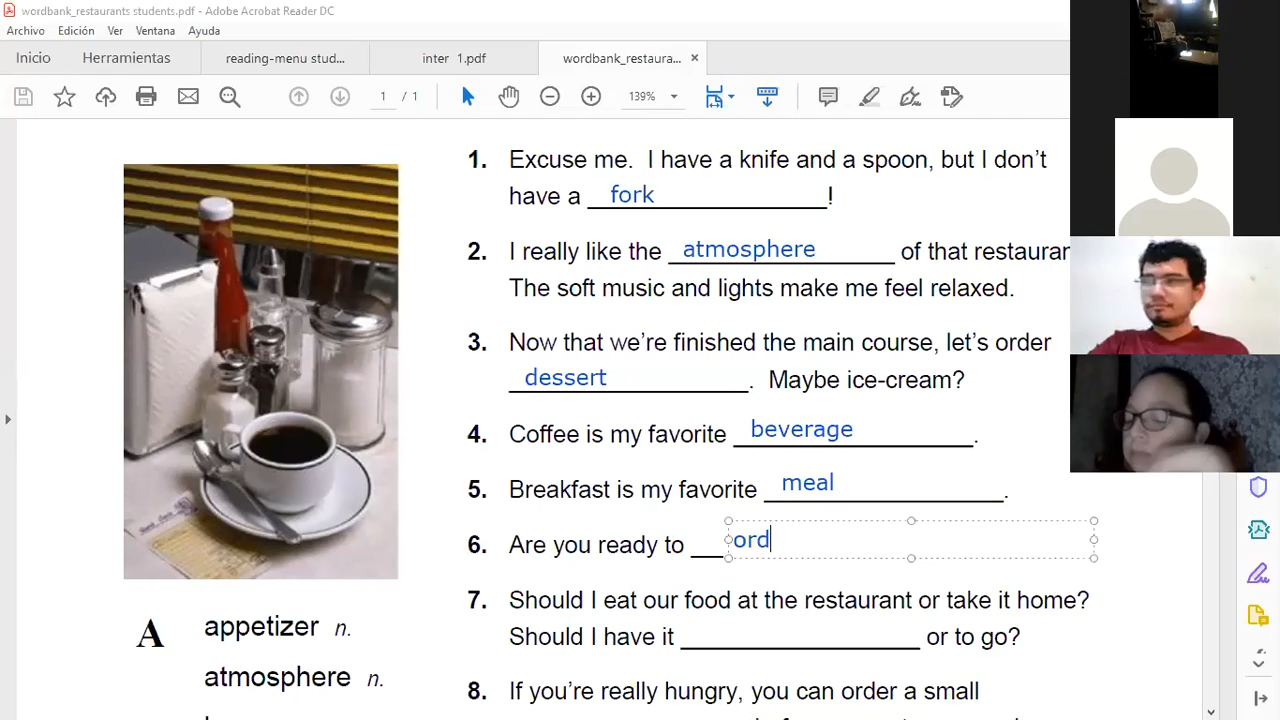 wordbank_restaurants students.pdf - Adobe Acrobat Reader DC
Archivo Edición Ver Ventana Ayuda
Inicio Herramientas reading-menu stud... inter 1.pdf wordbank_restaura... ×
1 / 1 139%
1. Excuse me. I have a knife and a spoon, but I don't
have a fork !
2. I really like the atmosphere of that restaurar
The soft music and lights make me feel relaxed.
3. Now that we're finished the main course, let's order
dessert . Maybe ice-cream?
4. Coffee is my favorite beverage .
5. Breakfast is my favorite meal .
6. Are you ready to ord
7. Should I eat our food at the restaurant or take it home?
Should I have it or to go?
8. If you're really hungry, you can order a small
A appetizer n.
atmosphere n.